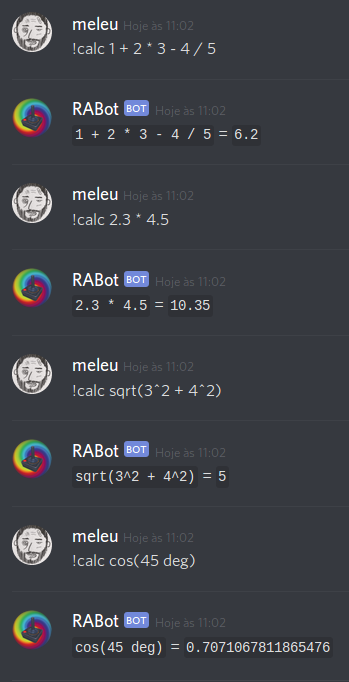 meleu Hoje às 11:02
!calc 1 + 2 * 3 - 4 / 5
RABot BOT Hoje às 11:02
1 + 2 * 3 - 4 / 5 = 6.2
meleu Hoje às 11:02
!calc 2.3 * 4.5
RABot BOT Hoje às 11:02
2.3 * 4.5 = 10.35
meleu Hoje às 11:02
!calc sqrt(3^2 + 4^2)
RABot BOT Hoje às 11:02
sqrt(3^2 + 4^2) = 5
meleu Hoje às 11:02
!calc cos(45 deg)
RABot BOT Hoje às 11:02
cos(45 deg) = 0.7071067811865476